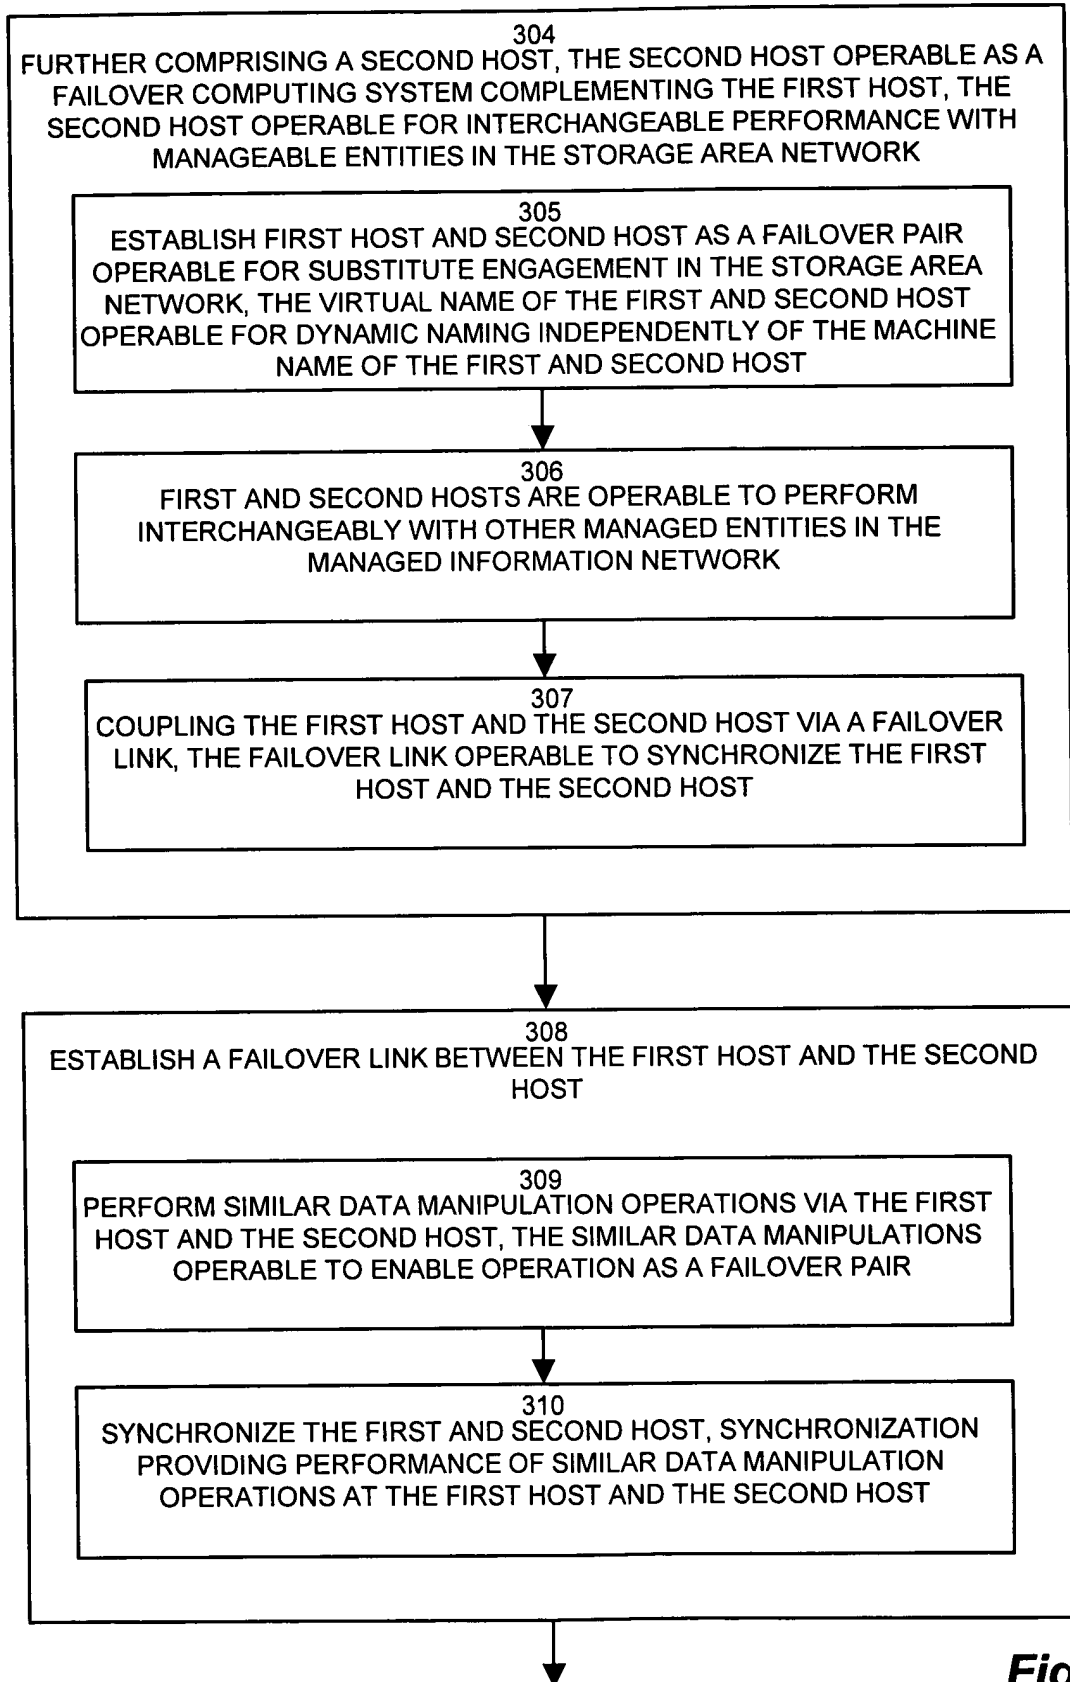 304
FURTHER COMPRISING A SECOND HOST, THE SECOND HOST OPERABLE AS A
FAILOVER COMPUTING SYSTEM COMPLEMENTING THE FIRST HOST, THE
SECOND HOST OPERABLE FOR INTERCHANGEABLE PERFORMANCE WITH
MANAGEABLE ENTITIES IN THE STORAGE AREA NETWORK
305
ESTABLISH FIRST HOST AND SECOND HOST AS A FAILOVER PAIR
OPERABLE FOR SUBSTITUTE ENGAGEMENT IN THE STORAGE AREA
NETWORK, THE VIRTUAL NAME OF THE FIRST AND SECOND HOST
OPERABLE FOR DYNAMIC NAMING INDEPENDENTLY OF THE MACHINE
NAME OF THE FIRST AND SECOND HOST
306
FIRST AND SECOND HOSTS ARE OPERABLE TO PERFORM
INTERCHANGEABLY WITH OTHER MANAGED ENTITIES IN THE
MANAGED INFORMATION NETWORK
307
COUPLING THE FIRST HOST AND THE SECOND HOST VIA A FAILOVER
LINK, THE FAILOVER LINK OPERABLE TO SYNCHRONIZE THE FIRST
HOST AND THE SECOND HOST
308
ESTABLISH A FAILOVER LINK BETWEEN THE FIRST HOST AND THE SECOND
HOST
309
PERFORM SIMILAR DATA MANIPULATION OPERATIONS VIA THE FIRST
HOST AND THE SECOND HOST, THE SIMILAR DATA MANIPULATIONS
OPERABLE TO ENABLE OPERATION AS A FAILOVER PAIR
310
SYNCHRONIZE THE FIRST AND SECOND HOST, SYNCHRONIZATION
PROVIDING PERFORMANCE OF SIMILAR DATA MANIPULATION
OPERATIONS AT THE FIRST HOST AND THE SECOND HOST
Fig